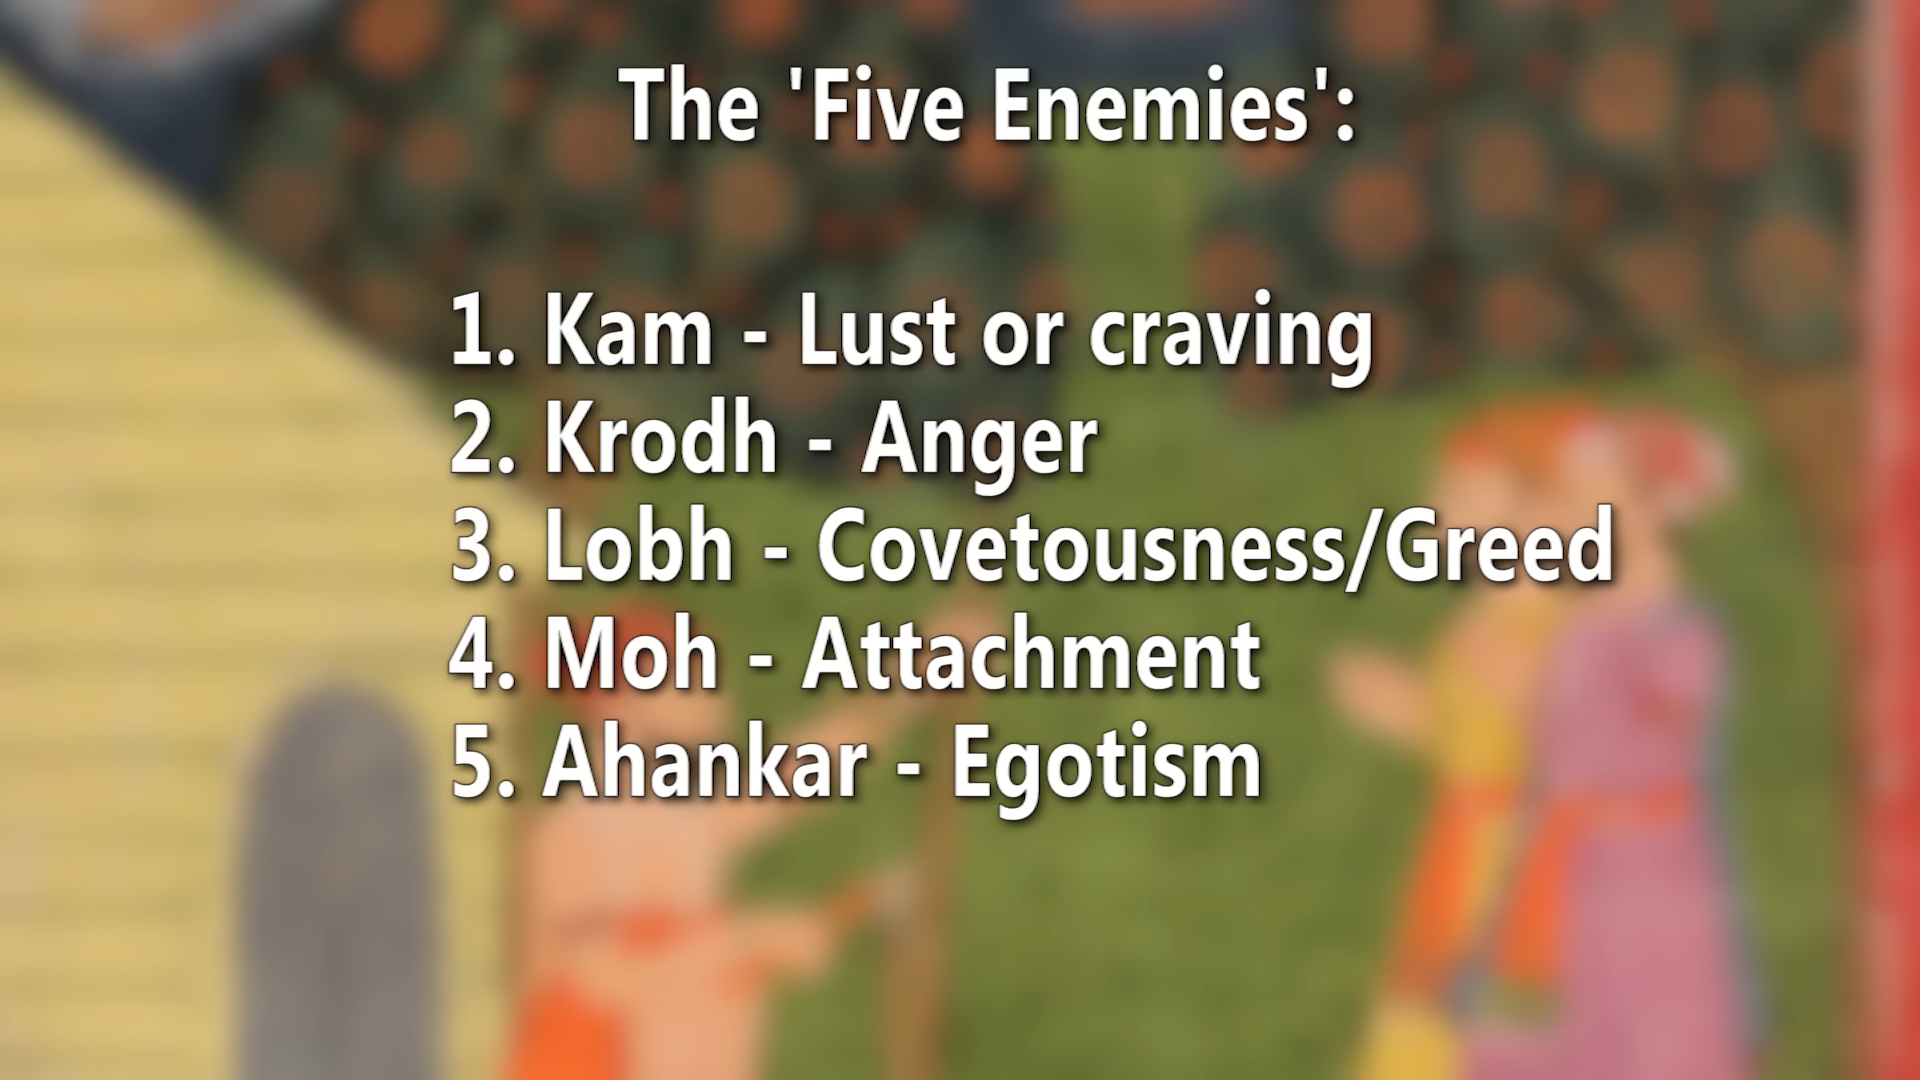 The 'Five Enemies':
1. Kam - Lust or craving
2. Krodh - Anger
3. Lobh - Covetousness/Greed
4. Moh - Attachment
5. Ahankar - Egotism